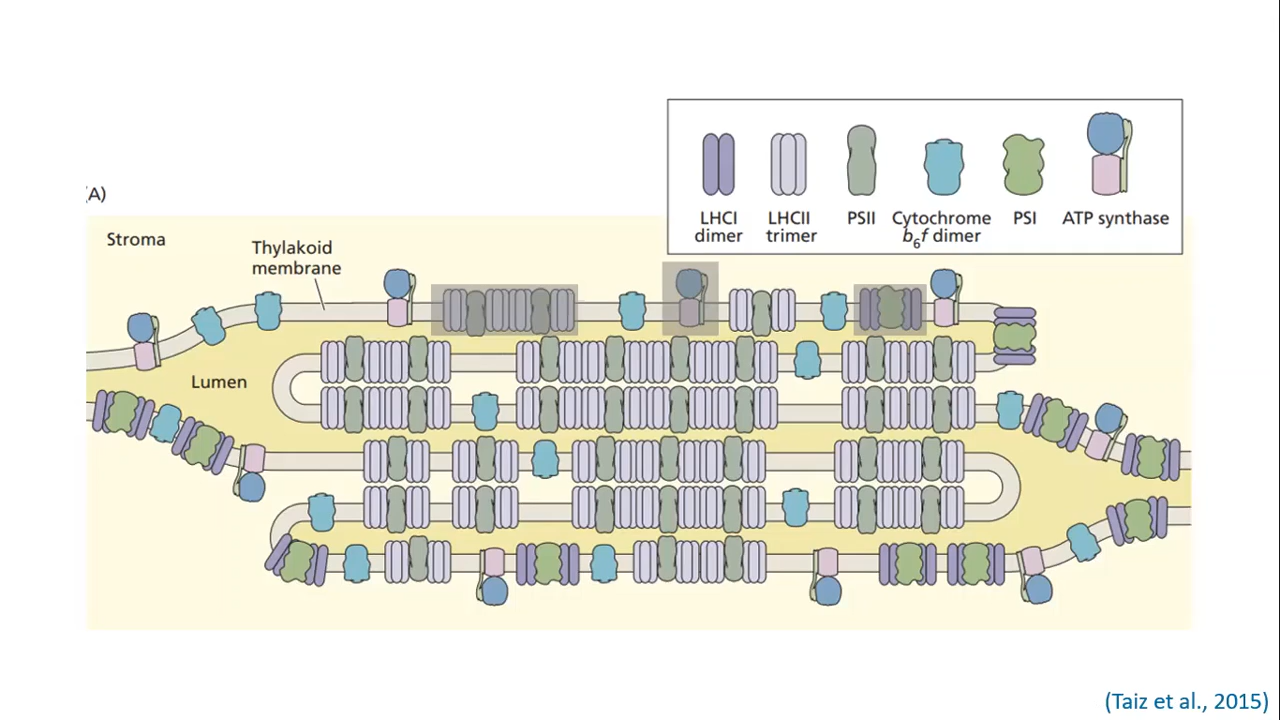 LHCI
dimer
LHCII
trimer
PSII
Cytochrome
b6f dimer
PSI
ATP synthase
(A)
Stroma
Thylakoid
membrane
Lumen
(Taiz et al., 2015)